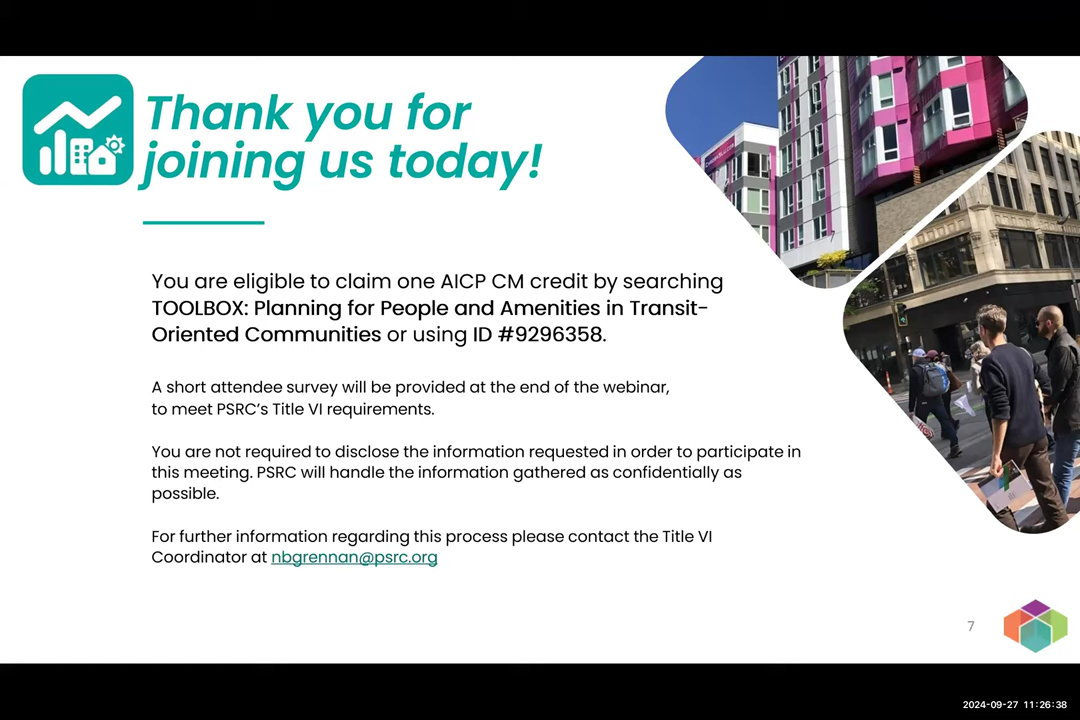 Thank you for
joining us today!
You are eligible to claim one AICP CM credit by searching
TOOLBOX: Planning for People and Amenities in Transit-
Oriented Communities or using ID #9296358.
A short attendee survey will be provided at the end of the webinar,
to meet PSRC’s Title VI requirements.
You are not required to disclose the information requested in order to participate in
this meeting. PSRC will handle the information gathered as confidentially as
possible.
For further information regarding this process please contact the Title VI
Coordinator at nbgrennan@psrc.org
7
2024-09-27 11:26:38